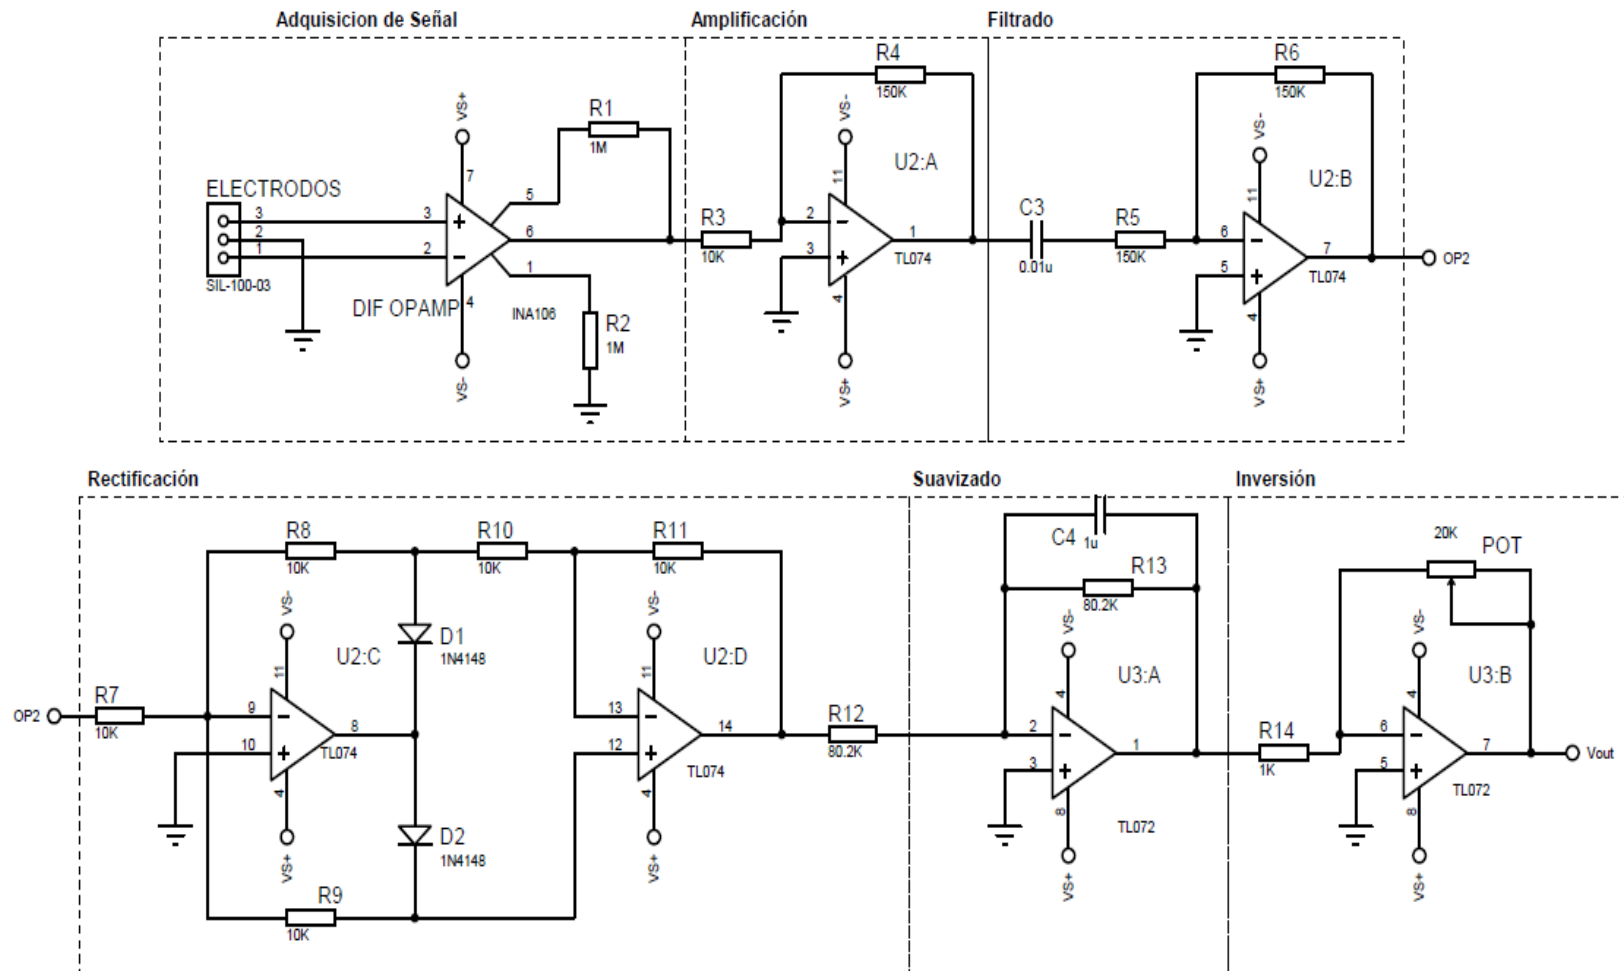 Adquisicion de Señal
Amplificación
Filtrado
R4
150K
R6
150K
VS+
R1
1M
VS-
U2:A
VS-
U2:B
ELECTRODOS
7
5
11
11
3
3
2
2
1
6
1
SIL-100-03
4
DIF OPAMP
INA106
VS-
R2
1M
R3
10K
2
3
1
TL074
4
VS+
C3
0.01u
R5
150K
6
5
7
TL074
4
VS+
OP2
Rectificación
Suavizado
Inversión
R8
10K
R10
10K
R11
10K
C4
1u
R13
80.2K
20K
POT
VS-
U2:C
D1
1N4148
VS-
U2:D
VS-
U3:A
VS-
U3:B
11
11
4
4
OP2
R7
10K
9
10
8
TL074
4
VS+
13
12
14
TL074
4
VS+
R12
80.2K
2
3
1
TL072
8
VS+
R14
1K
6
5
7
TL072
8
VS+
Vout
D2
1N4148
R9
10K